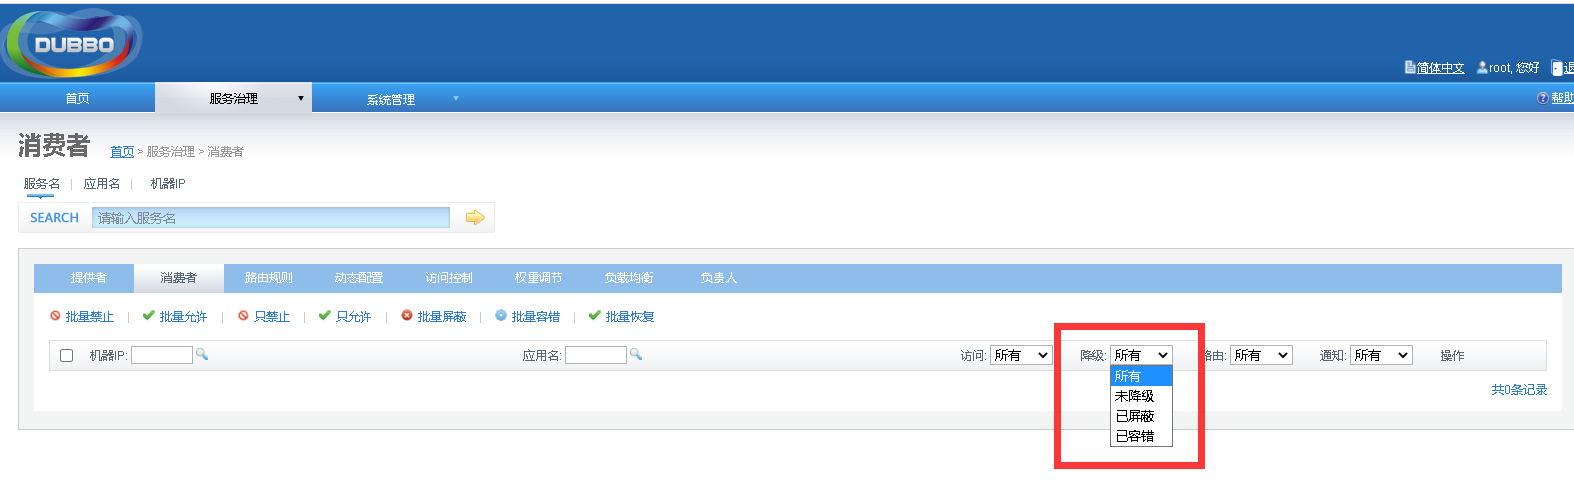 DUBBO
简体中文 root, 您好 退
首页 服务治理 系统管理 帮助
消费者 首页 > 服务治理 > 消费者
服务名 | 应用名 | 机器IP
SEARCH 请输入服务名
提供者 消费者 路由规则 动态配置 访问控制 权重调节 负载均衡 负责人
批量禁止 | 批量允许 | 只禁止 | 只允许 | 批量屏蔽 | 批量容错 | 批量恢复
机器IP: 应用名: 访问: 所有 降级: 所有 路由: 所有 通知: 所有 操作
所有
未降级
已屏蔽
已容错
共0条记录